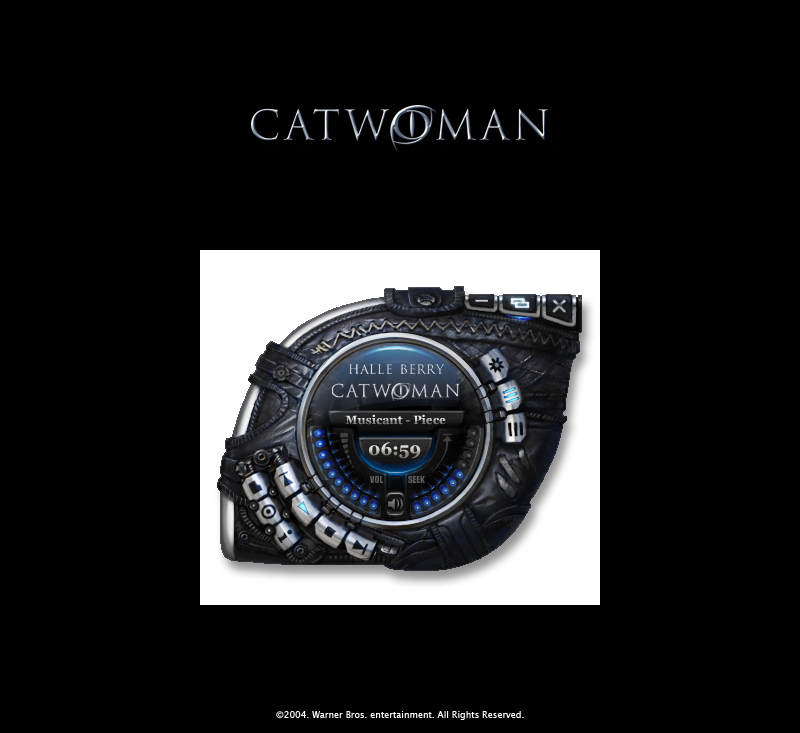 CATWOMAN
HALLE BERRY
CATWOMAN
Musicant - Piece
06:59
VOL SEEK
©2004. Warner Bros. entertainment. All Rights Reserved.